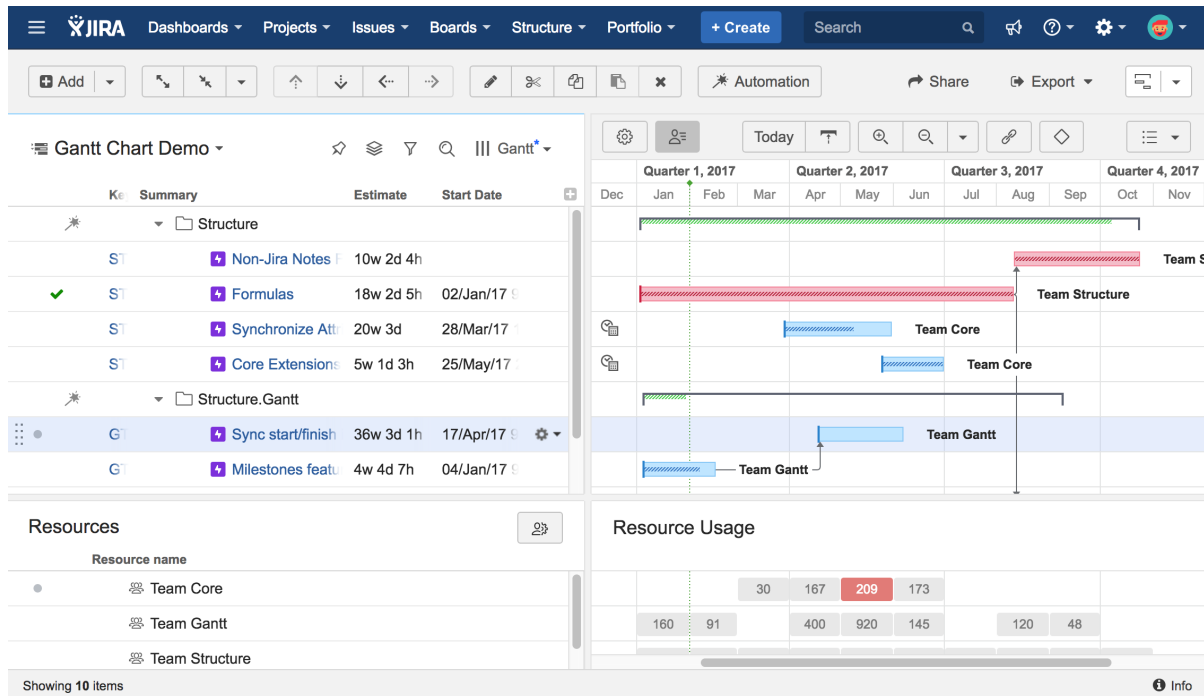 JIRA Dashboards Projects Issues Boards Structure Portfolio + Create Search
Add Automation Share Export
Gantt Chart Demo Gantt*
Today
Quarter 1, 2017 Quarter 2, 2017 Quarter 3, 2017 Quarter 4, 2017
Summary Estimate Start Date
Dec Jan Feb Mar Apr May Jun Jul Aug Sep Oct Nov
Structure
Non-Jira Notes 10w 2d 4h Team S
Formulas 18w 2d 5h 02/Jan/17 Team Structure
Synchronize Att 20w 3d 28/Mar/17 Team Core
Core Extensions 5w 1d 3h 25/May/17 Team Core
Structure.Gantt
Sync start/finish 36w 3d 1h 17/Apr/17 Team Gantt
Milestones featu 4w 4d 7h 04/Jan/17 Team Gantt
Resources
Resource Usage
Resource name
Team Core 30 167 209 173
Team Gantt 160 91 400 920 145 120 48
Team Structure
Showing 10 items Info